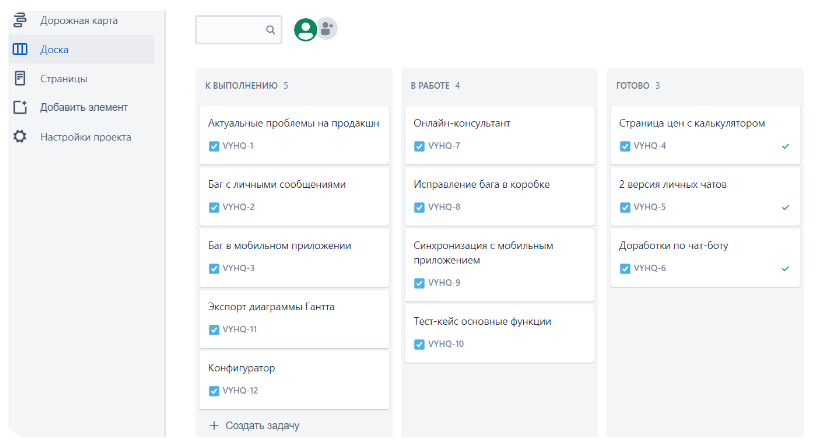 Дорожная карта
Доска
Страницы
Добавить элемент
Настройки проекта
К ВЫПОЛНЕНИЮ 5
Актуальные проблемы на продакшн
VYHQ-1
Баг с личными сообщениями
VYHQ-2
Баг в мобильном приложении
VYHQ-3
Экспорт диаграммы Гантта
VYHQ-11
Конфигуратор
VYHQ-12
+ Создать задачу
В РАБОТЕ 4
Онлайн-консультант
VYHQ-7
Исправление бага в коробке
VYHQ-8
Синхронизация с мобильным
приложением
VYHQ-9
Тест-кейс основные функции
VYHQ-10
ГОТОВО 3
Страница цен с калькулятором
VYHQ-4
2 версия личных чатов
VYHQ-5
Доработки по чат-боту
VYHQ-6